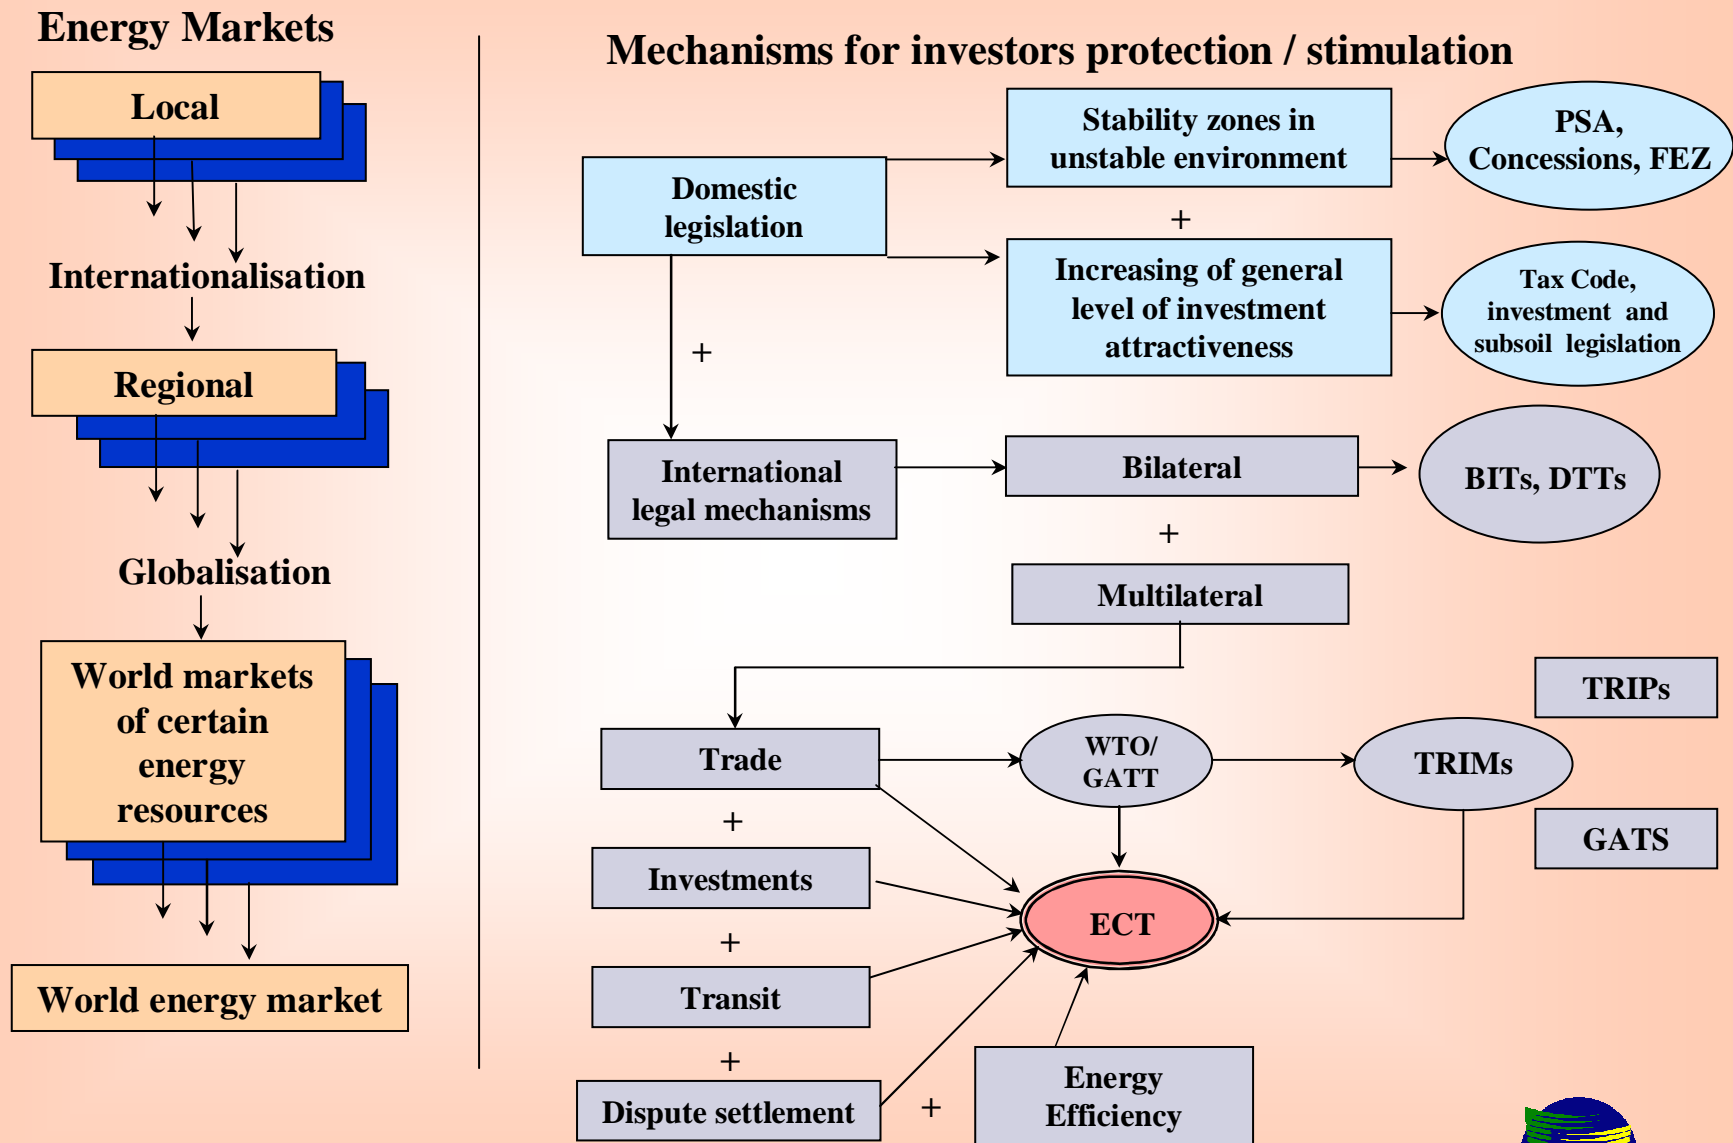 Energy Markets
Local
Internationalisation
Regional
Globalisation
World markets
of certain
energy
resources
World energy market
Mechanisms for investors protection / stimulation
Domestic
legislation
Stability zones in
unstable environment
PSA,
Concessions, FEZ
+
Increasing of general
level of investment
attractiveness
Tax Code,
investment and
subsoil legislation
+
International
legal mechanisms
Bilateral
BITs, DTTs
+
Multilateral
TRIPs
Trade
WTO/
GATT
TRIMs
GATS
+
Investments
ECT
+
Transit
+
Dispute settlement
+
Energy
Efficiency